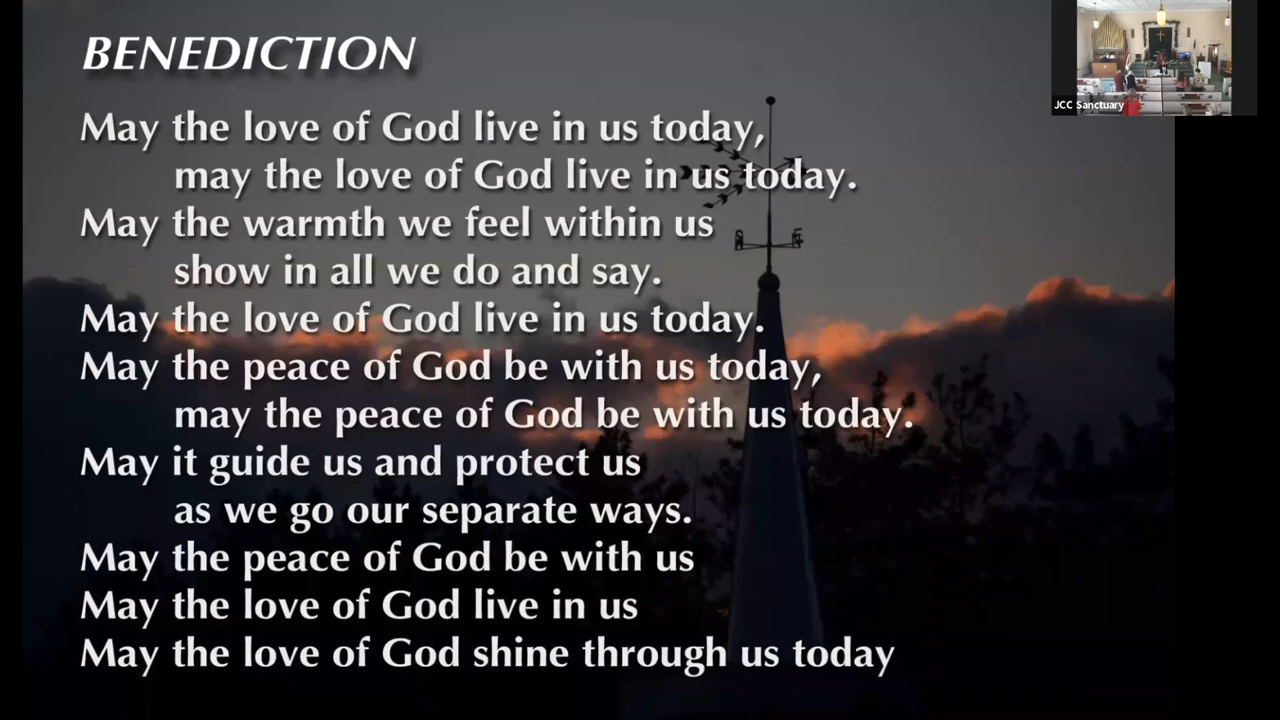 BENEDICTION
JCC Sanctuary
May the love of God live in us today,
may the love of God live in us today.
May the warmth we feel within us
show in all we do and say.
May the love of God live in us today.
May the peace of God be with us today,
may the peace of God be with us today.
May it guide us and protect us
as we go our separate ways.
May the peace of God be with us
May the love of God live in us
May the love of God shine through us today